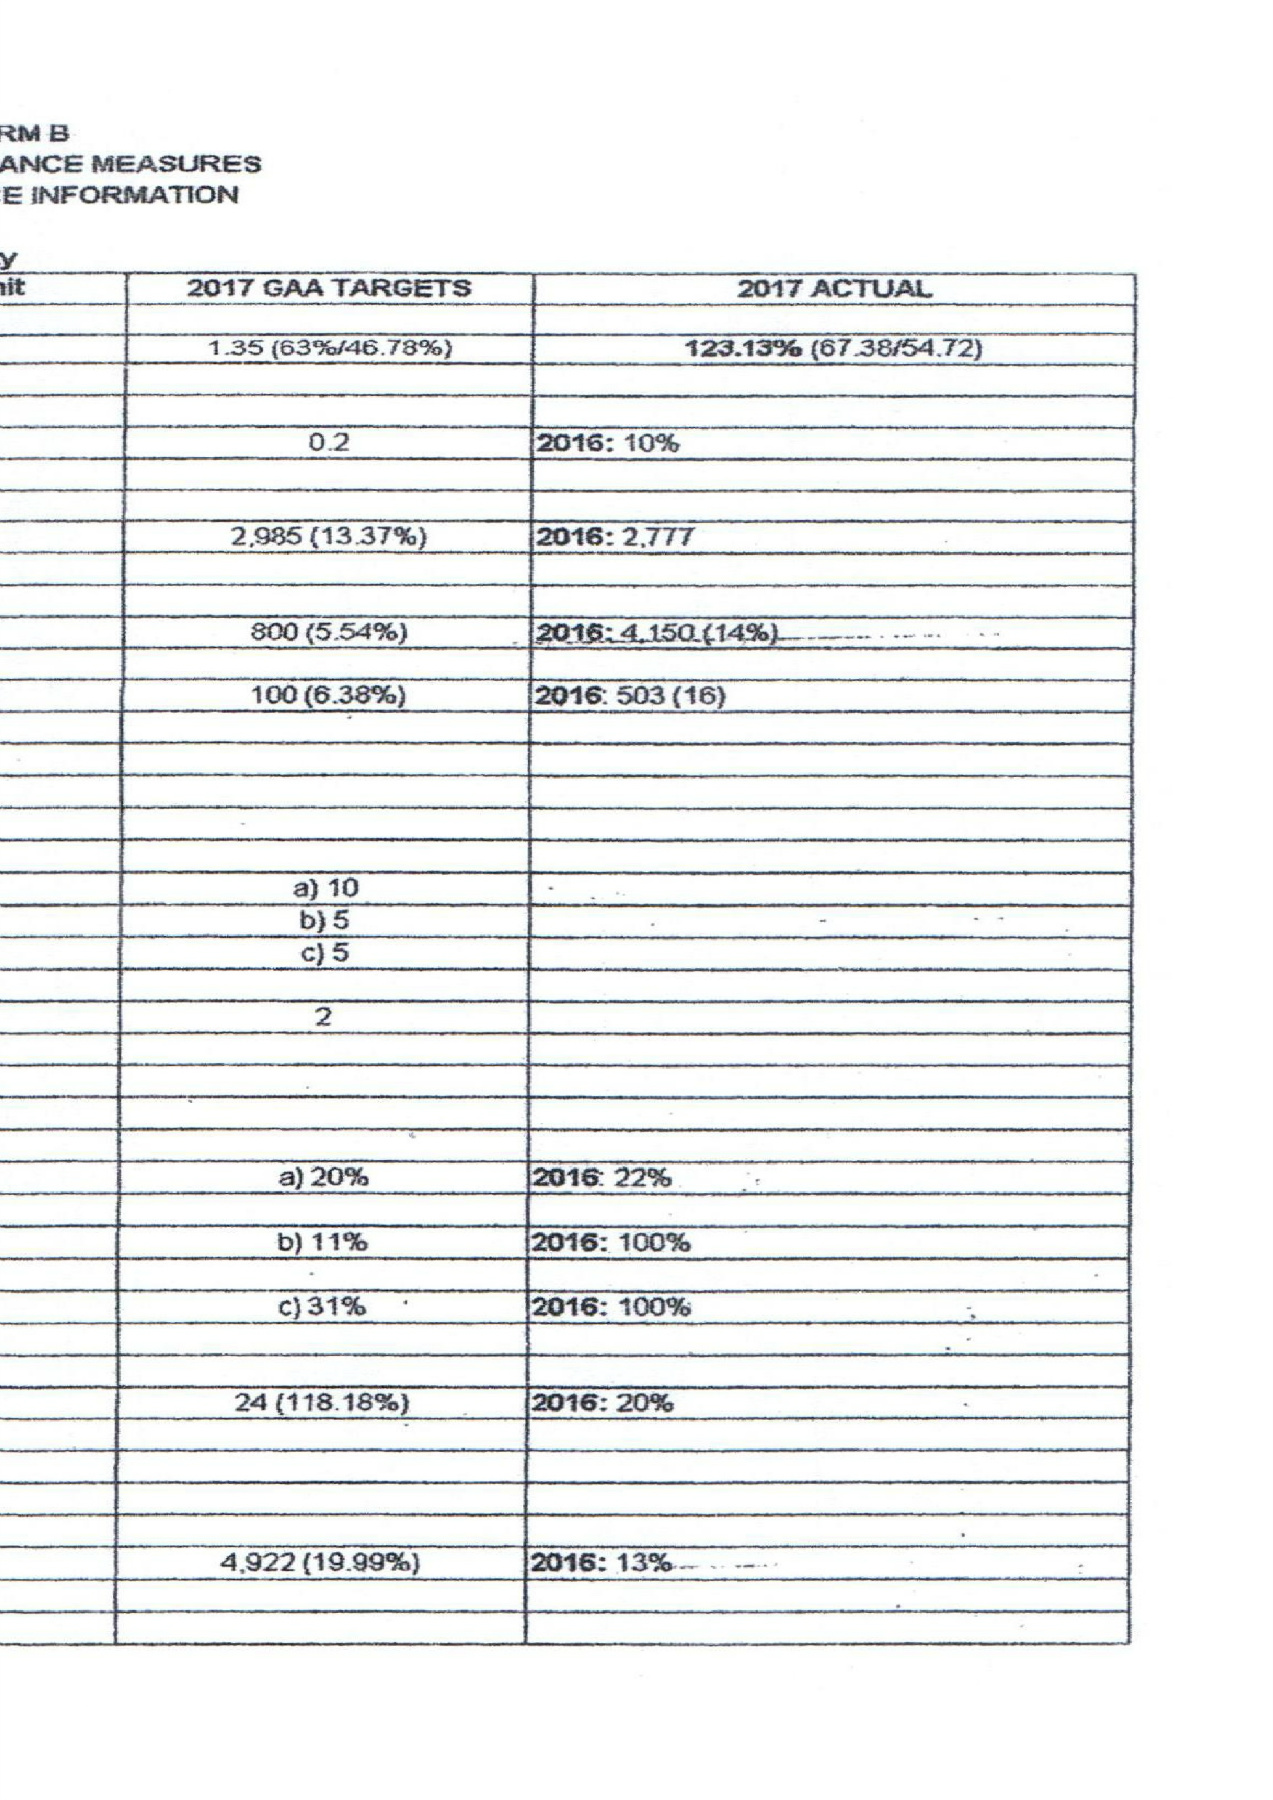 RM B
ANCE MEASURES
E INFORMATION
y
nit 2017 GAA TARGETS 2017 ACTUAL
1.35 (63%/46.78%) 123.13% (67.38/54.72)
0.2 2016: 10%
2,985 (13.37%) 2016: 2,777
800 (5.54%) 2016: 4,150 (14%)
100 (6.38%) 2016: 503 (16)
a) 10
b) 5
c) 5
2
a) 20% 2016: 22%
b) 11% 2016: 100%
c) 31% 2016: 100%
24 (118.18%) 2016: 20%
4,922 (19.99%) 2016: 13%